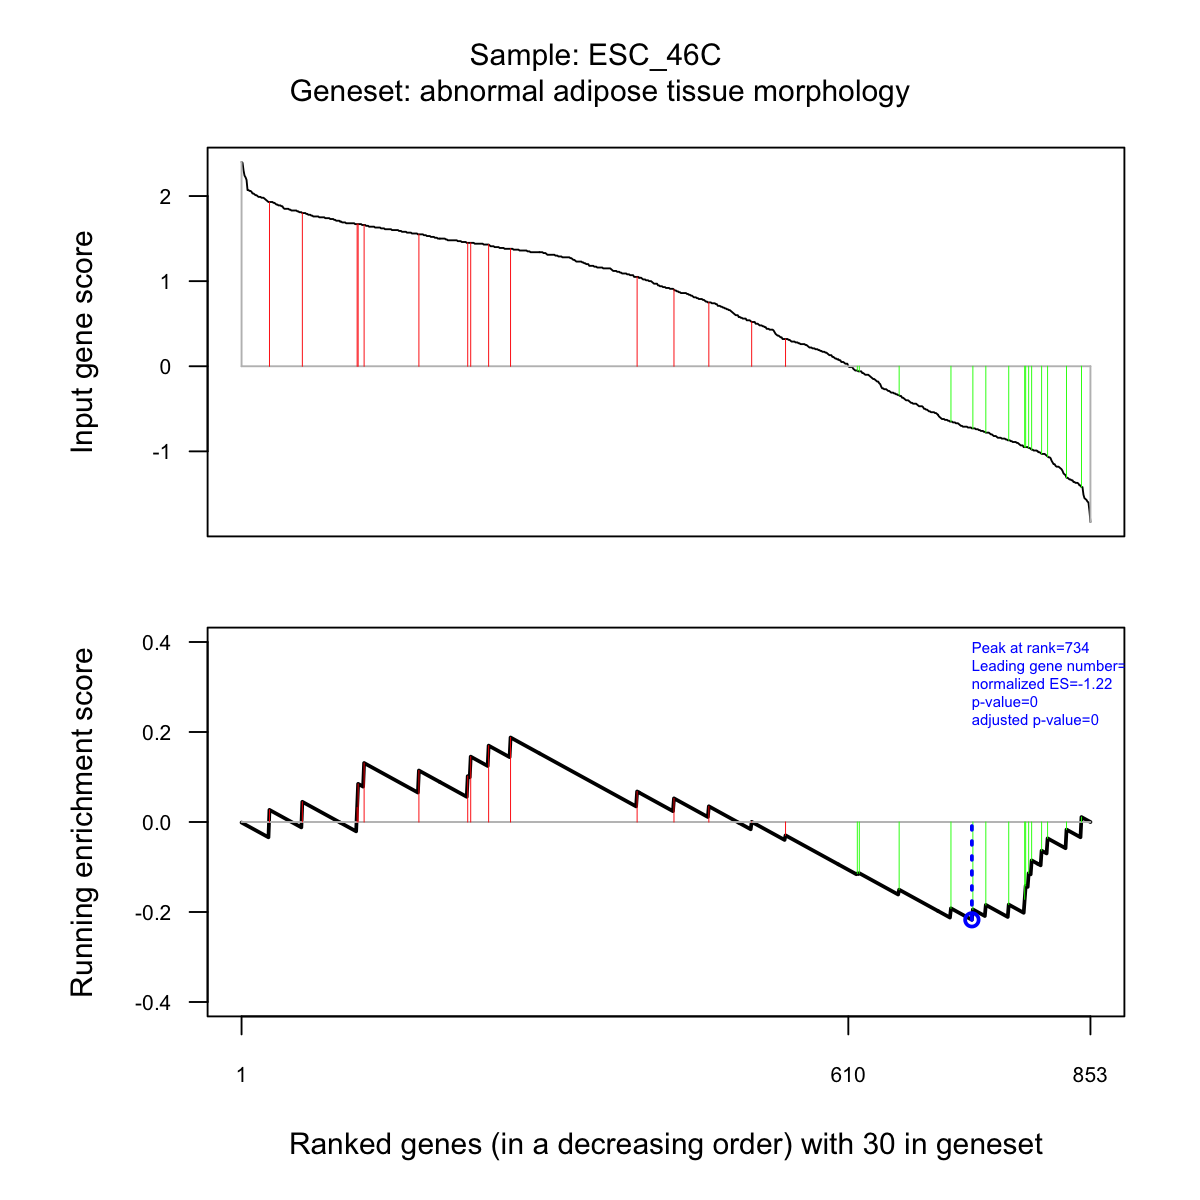 Sample: ESC_46C
Geneset: abnormal adipose tissue morphology
Input gene score
2
1
0
-1
Running enrichment score
0.4
0.2
0.0
-0.2
-0.4
Peak at rank=734
Leading gene number=
normalized ES=-1.22
p-value=0
adjusted p-value=0
1
610
853
Ranked genes (in a decreasing order) with 30 in geneset